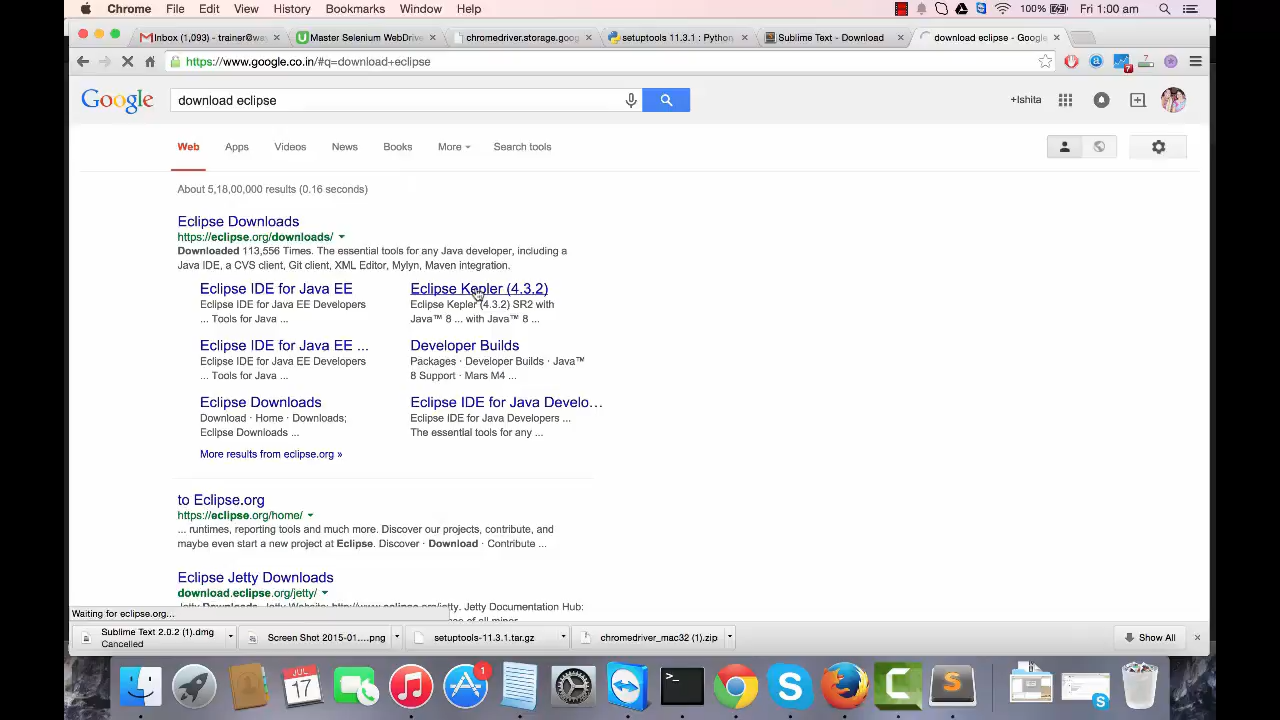 Chrome File Edit View History Bookmarks Window Help 100% Fri 1:00 am
Inbox (1,093) - trainer@we
Master Selenium WebDrive
chromedriver.storage.goog
setuptools 11.3.1 : Python
Sublime Text - Download
download eclipse - Google
https://www.google.co.in/#q=download+eclipse
7
Google
download eclipse
+Ishita
Web Apps Videos News Books More Search tools
About 5,18,00,000 results (0.16 seconds)
Eclipse Downloads
https://eclipse.org/downloads/
Downloaded 113,556 Times. The essential tools for any Java developer, including a
Java IDE, a CVS client, Git client, XML Editor, Mylyn, Maven integration.
Eclipse IDE for Java EE
Eclipse IDE for Java EE Developers
... Tools for Java ...
Eclipse Kepler (4.3.2)
Eclipse Kepler (4.3.2) SR2 with
Java™ 8 ... with Java™ 8 ...
Eclipse IDE for Java EE ...
Eclipse IDE for Java EE Developers
... Tools for Java ...
Developer Builds
Packages · Developer Builds · Java™
8 Support · Mars M4 ...
Eclipse Downloads
Download · Home · Downloads;
Eclipse Downloads ...
Eclipse IDE for Java Develo...
Eclipse IDE for Java Developers ...
The essential tools for any ...
More results from eclipse.org »
to Eclipse.org
https://eclipse.org/home/
... runtimes, reporting tools and much more. Discover our projects, contribute, and
maybe even start a new project at Eclipse. Discover · Download · Contribute ...
Eclipse Jetty Downloads
download.eclipse.org/jetty/
Waiting for eclipse.org...
Sublime Text 2.0.2 (1).dmg
Cancelled
Screen Shot 2015-01....png
setuptools-11.3.1.tar.gz
chromedriver_mac32 (1).zip
Show All
JUL
17
1